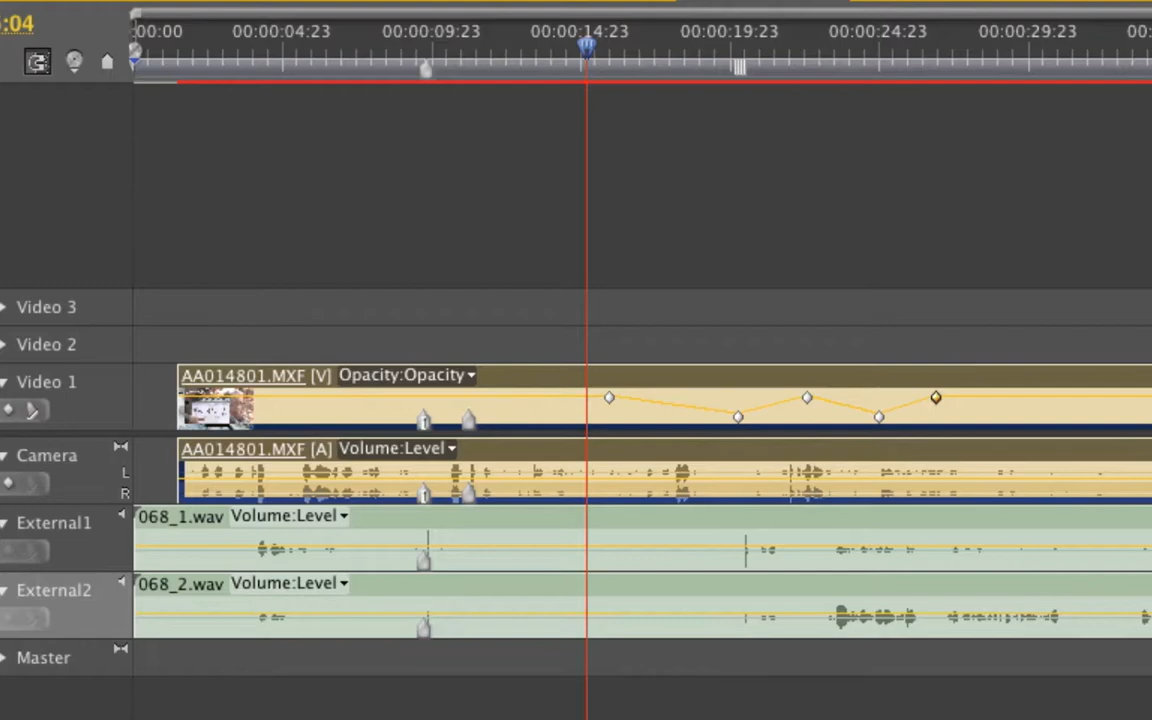 :04
:00:00 00:00:04:23 00:00:09:23 00:00:14:23 00:00:19:23 00:00:24:23 00:00:29:23 00:
Video 3
Video 2
Video 1
AA014801.MXF [V] Opacity:Opacity
Camera
AA014801.MXF [A] Volume:Level
L
R
External1
068_1.wav Volume:Level
External2
068_2.wav Volume:Level
Master